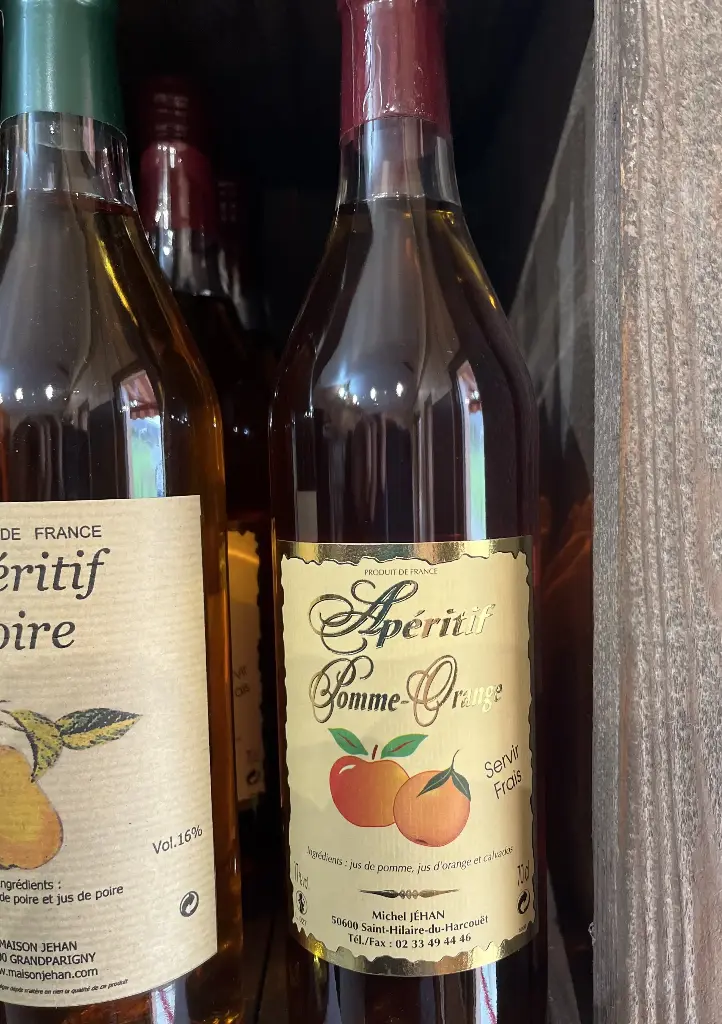 DE FRANCE
éritif
oire
Vol.16%
ngrédients :
de poire et jus de poire
MAISON JEHAN
00 GRANDPARIGNY
w.maisonjehan.com
PRODUIT DE FRANCE
Apéritif
Pomme-Orange
Servir
Frais
Ingrédients : jus de pomme, jus d'orange et calvados
70cl
Michel JÉHAN
50600 Saint-Hilaire-du-Harcouët
Tél./Fax : 02 33 49 44 46